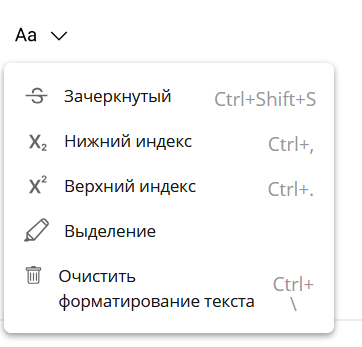 Aa
Зачеркнутый Ctrl+Shift+S
Нижний индекс Ctrl+,
Верхний индекс Ctrl+.
Выделение
Очистить
форматирование текста
Ctrl+
\